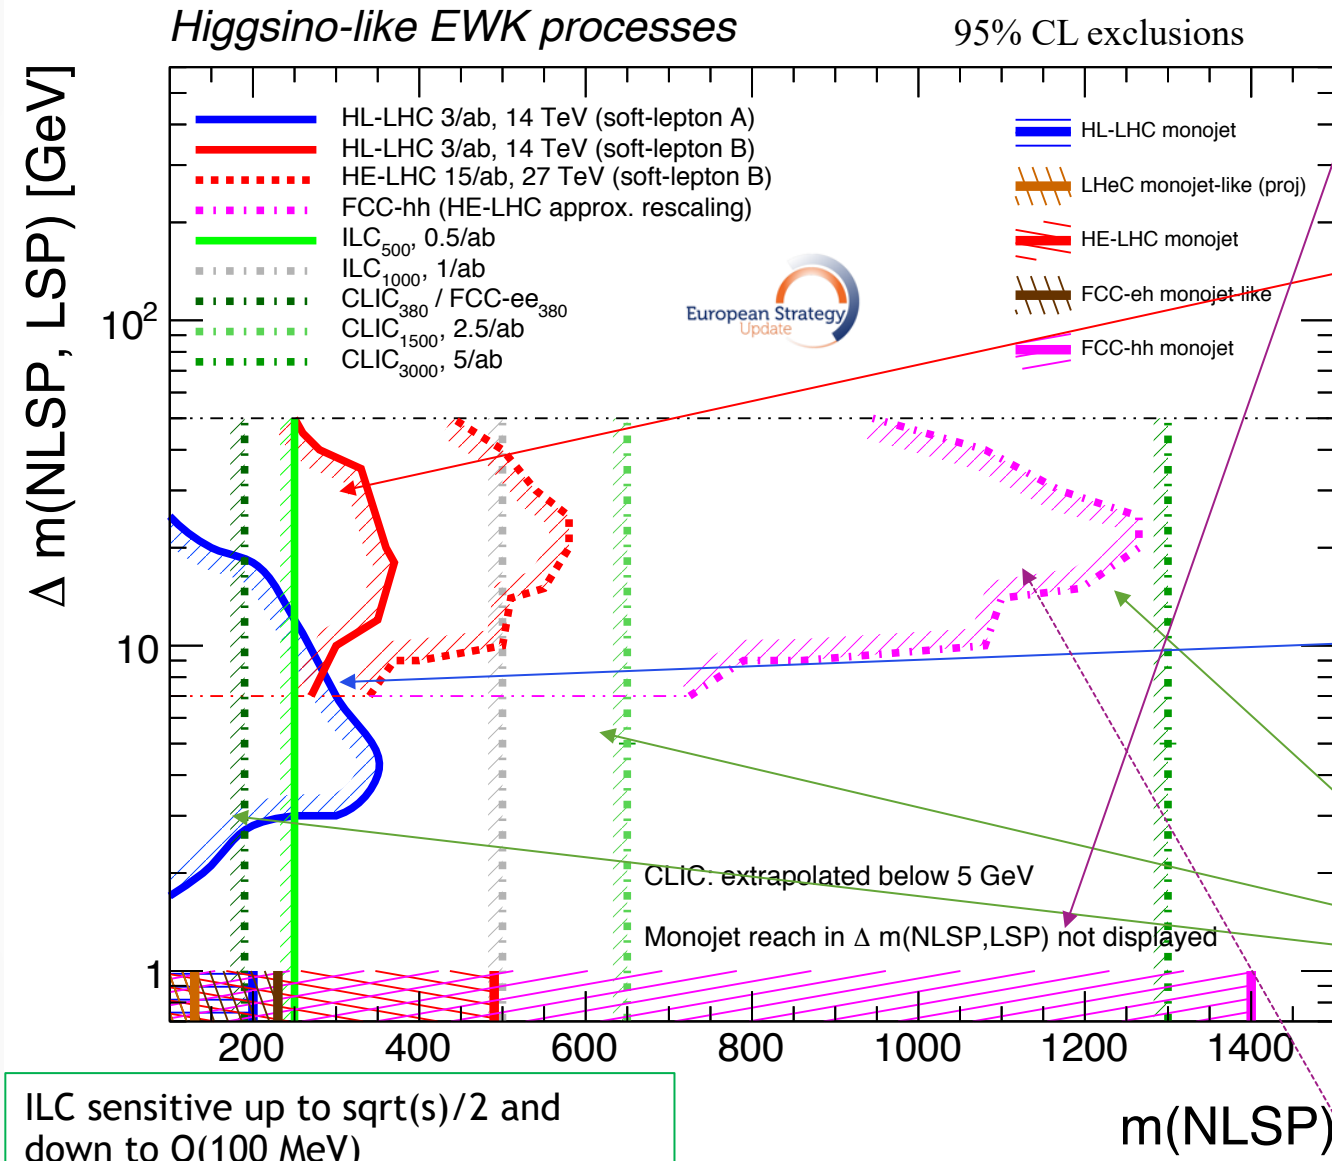 Higgsino-like EWK processes
95% CL exclusions
Δ m(NLSP, LSP) [GeV]
HL-LHC 3/ab, 14 TeV (soft-lepton A)
HL-LHC 3/ab, 14 TeV (soft-lepton B)
HE-LHC 15/ab, 27 TeV (soft-lepton B)
FCC-hh (HE-LHC approx. rescaling)
ILC500, 0.5/ab
ILC1000, 1/ab
CLIC380 / FCC-ee380
CLIC1500, 2.5/ab
CLIC3000, 5/ab
HL-LHC monojet
LHeC monojet-like (proj)
HE-LHC monojet
FCC-eh monojet-like
FCC-hh monojet
European Strategy
Update
10²
10
1
CLIC: extrapolated below 5 GeV
Monojet reach in Δ m(NLSP,LSP) not displayed
200 400 600 800 1000 1200 1400
m(NLSP)
ILC sensitive up to sqrt(s)/2 and
down to O(100 MeV)